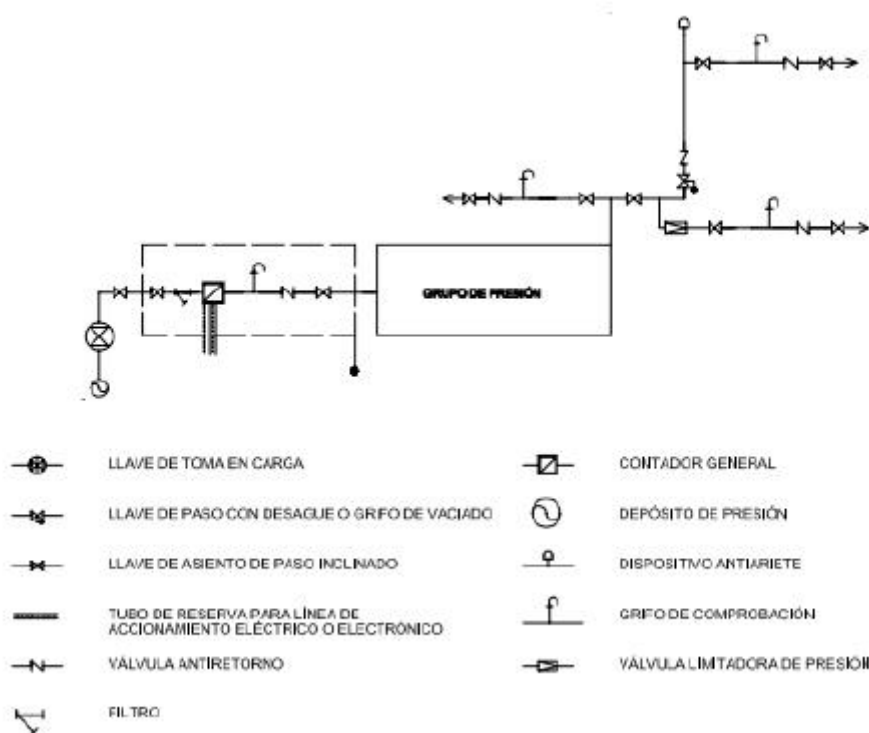 GRUPO DE PRESIÓN
LLAVE DE TOMA EN CARGA
CONTADOR GENERAL
LLAVE DE PASO CON DESAGUE O GRIFO DE VACIADO
DEPÓSITO DE PRESIÓN
LLAVE DE ASIENTO DE PASO INCLINADO
DISPOSITIVO ANTIARIETE
TUBO DE RESERVA PARA LÍNEA DE
ACCIONAMIENTO ELÉCTRICO O ELECTRONICO
GRIFO DE COMPROBACIÓN
VÁLVULA ANTIRETORNO
VÁLVULA LIMITADORA DE PRESIÓN
FILTRO